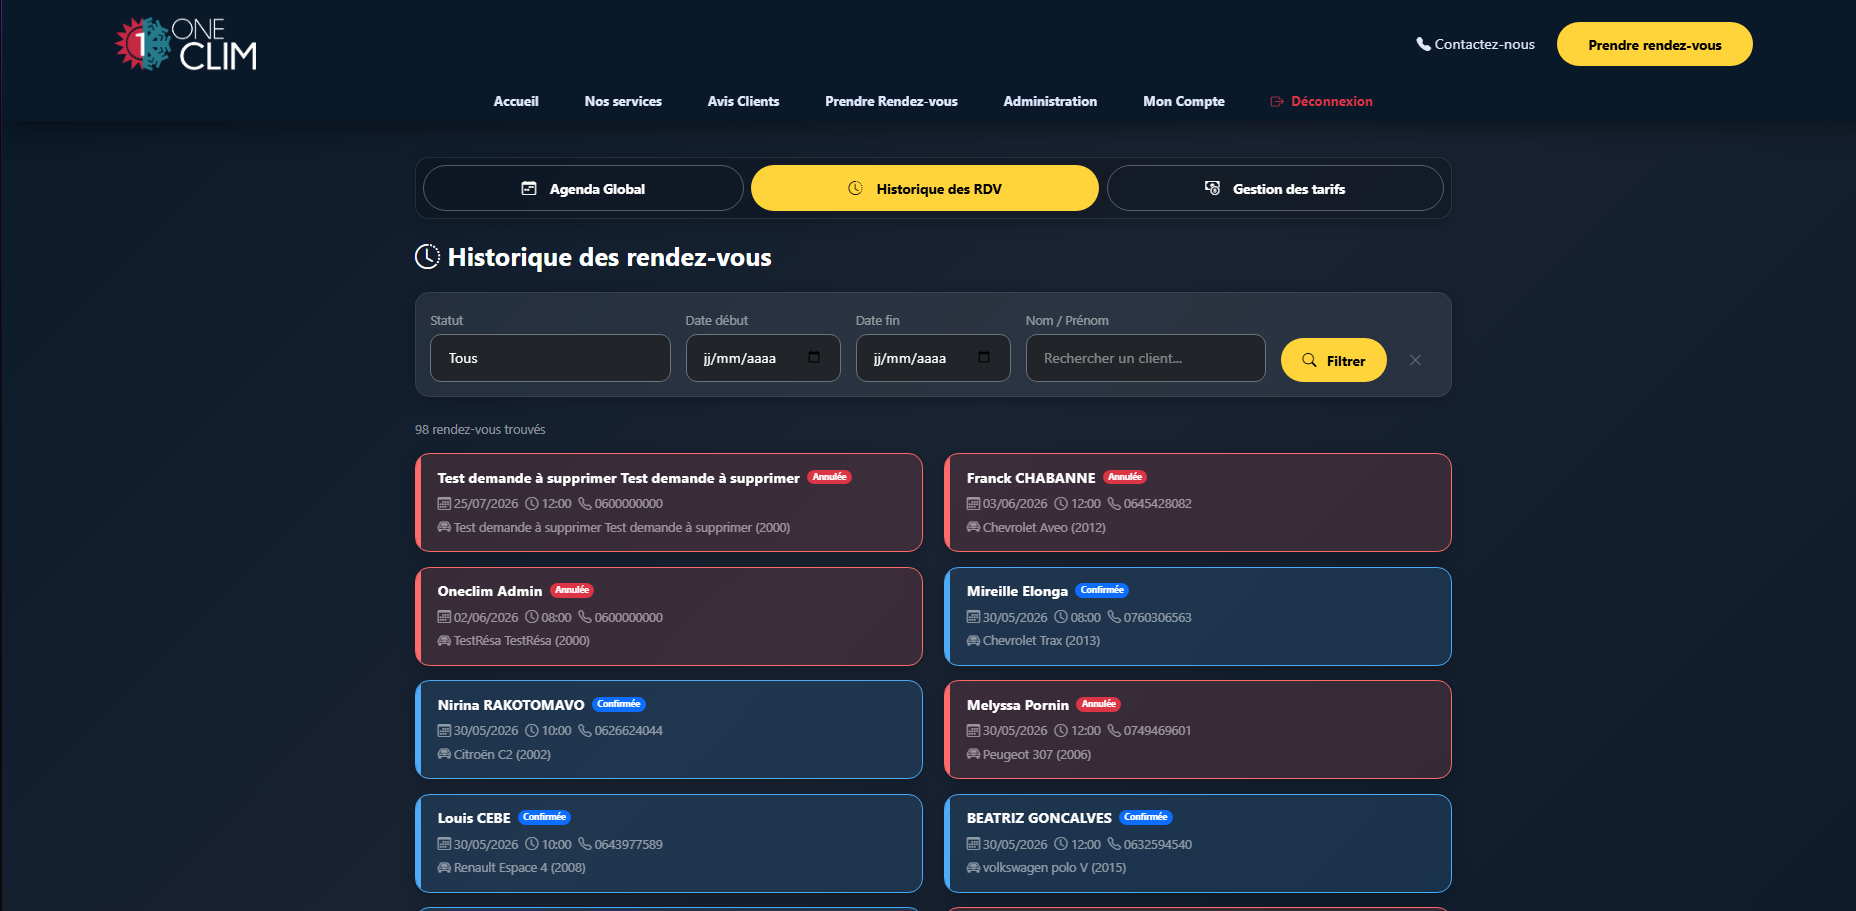 1 ONE CLIM
Contactez-nous
Prendre rendez-vous
Accueil Nos services Avis Clients Prendre Rendez-vous Administration Mon Compte Déconnexion
Agenda Global
Historique des RDV
Gestion des tarifs
Historique des rendez-vous
Statut Date début Date fin Nom / Prénom
Tous jj/mm/aaaa jj/mm/aaaa Rechercher un client... Filtrer
98 rendez-vous trouvés
Test demande à supprimer Test demande à supprimer Annulée
25/07/2026 12:00 0600000000
Test demande à supprimer Test demande à supprimer (2000)
Franck CHABANNE Annulée
03/06/2026 12:00 0645428082
Chevrolet Aveo (2012)
Oneclim Admin Annulée
02/06/2026 08:00 0600000000
TestRésa TestRésa (2000)
Mireille Elonga Confirmée
30/05/2026 08:00 0760306563
Chevrolet Trax (2013)
Nirina RAKOTOMAVO Confirmée
30/05/2026 10:00 0626624044
Citroën C2 (2002)
Melyssa Pornin Annulée
30/05/2026 12:00 0749469601
Peugeot 307 (2006)
Louis CEBE Confirmée
30/05/2026 10:00 0643977589
Renault Espace 4 (2008)
BEATRIZ GONCALVES Confirmée
30/05/2026 12:00 0632594540
volkswagen polo V (2015)